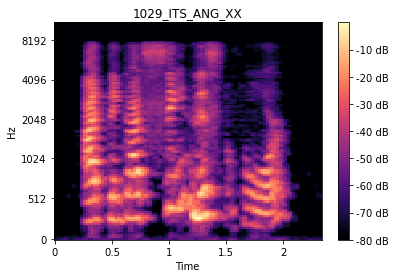 1029_ITS_ANG_XX
8192
4096
2048
1024
512
0
Hz
0
0.5
1
1.5
2
Time
-10 dB
-20 dB
-30 dB
-40 dB
-50 dB
-60 dB
-70 dB
-80 dB